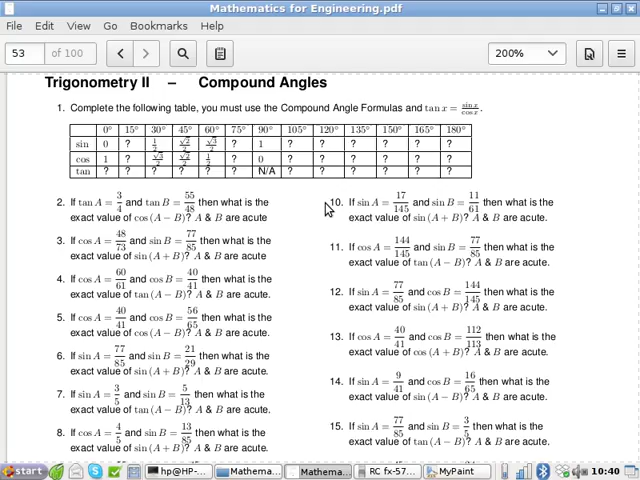 Mathematics for Engineering.pdf
File Edit View Go Bookmarks Help
53 of 100 200%
Trigonometry II – Compound Angles
1. Complete the following table, you must use the Compound Angle Formulas and tan x = sin x/cos x.
0° 15° 30° 45° 60° 75° 90° 105° 120° 135° 150° 165° 180°
sin 0 ? 1/2 √2/2 √3/2 ? 1 ? ? ? ? ? ?
cos 1 ? √3/2 √2/2 1/2 ? 0 ? ? ? ? ? ?
tan ? ? ? ? ? ? N/A ? ? ? ? ? ?
2. If tan A = 3/4 and tan B = 55/48 then what is the
exact value of cos (A − B)? A & B are acute
3. If cos A = 48/73 and sin B = 77/85 then what is the
exact value of sin (A + B)? A & B are acute
4. If cos A = 60/61 and cos B = 40/41 then what is the
exact value of tan (A − B)? A & B are acute.
5. If cos A = 40/41 and cos B = 56/65 then what is the
exact value of cos (A − B)? A & B are acute.
6. If sin A = 77/85 and sin B = 21/29 then what is the
exact value of sin (A + B)? A & B are acute.
7. If sin A = 3/5 and sin B = 5/13 then what is the
exact value of tan (A − B)? A & B are acute.
8. If cos A = 4/5 and sin B = 13/85 then what is the
exact value of sin (A + B)? A & B are acute.
10. If sin A = 17/145 and sin B = 11/61 then what is the
exact value of sin (A + B)? A & B are acute.
11. If cos A = 144/145 and sin B = 77/85 then what is the
exact value of tan (A − B)? A & B are acute.
12. If sin A = 77/85 and cos B = 144/145 then what is the
exact value of sin (A + B)? A & B are acute.
13. If cos A = 40/41 and cos B = 112/113 then what is the
exact value of cos (A + B)? A & B are acute.
14. If sin A = 9/41 and cos B = 16/65 then what is the
exact value of sin (A − B)? A & B are acute.
15. If sin A = 77/85 and sin B = 3/5 then what is the
exact value of tan (A − B)? A & B are acute.
start hp@HP-... Mathema... Mathema... RC fx-57... MyPaint 10:40